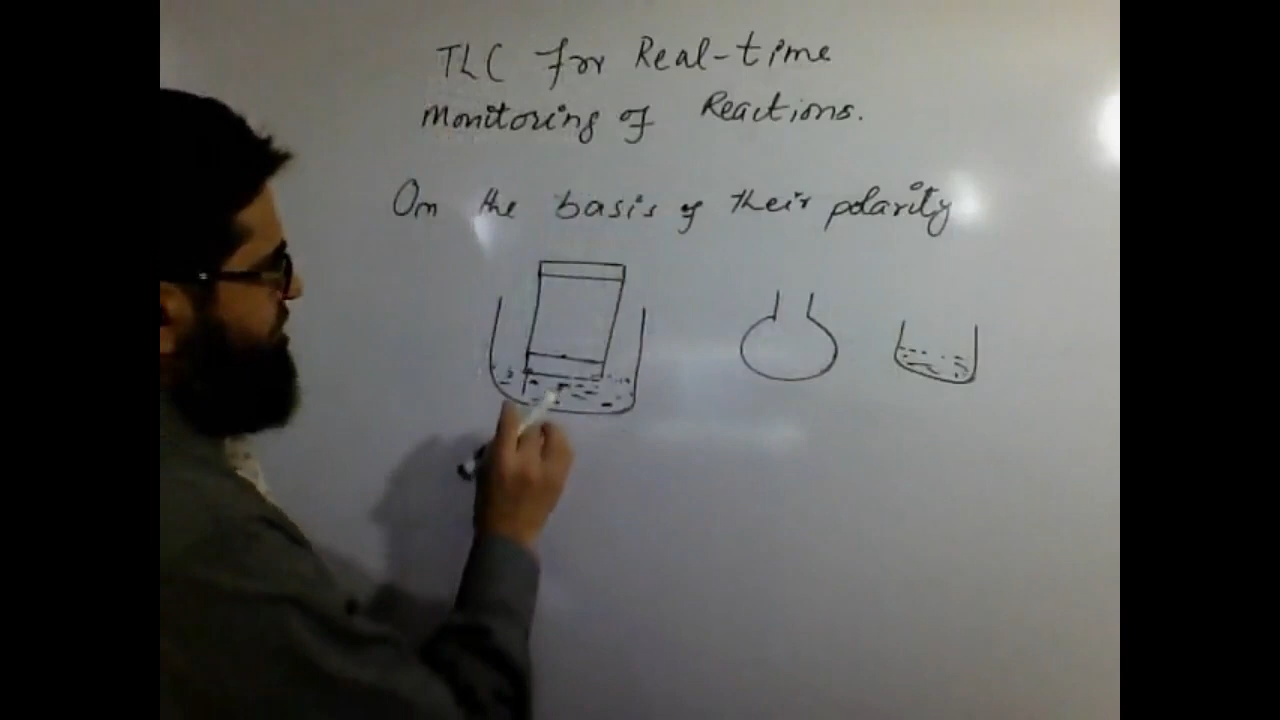 TLC for Real-time
monitoring of Reactions.
On the basis of their polarity